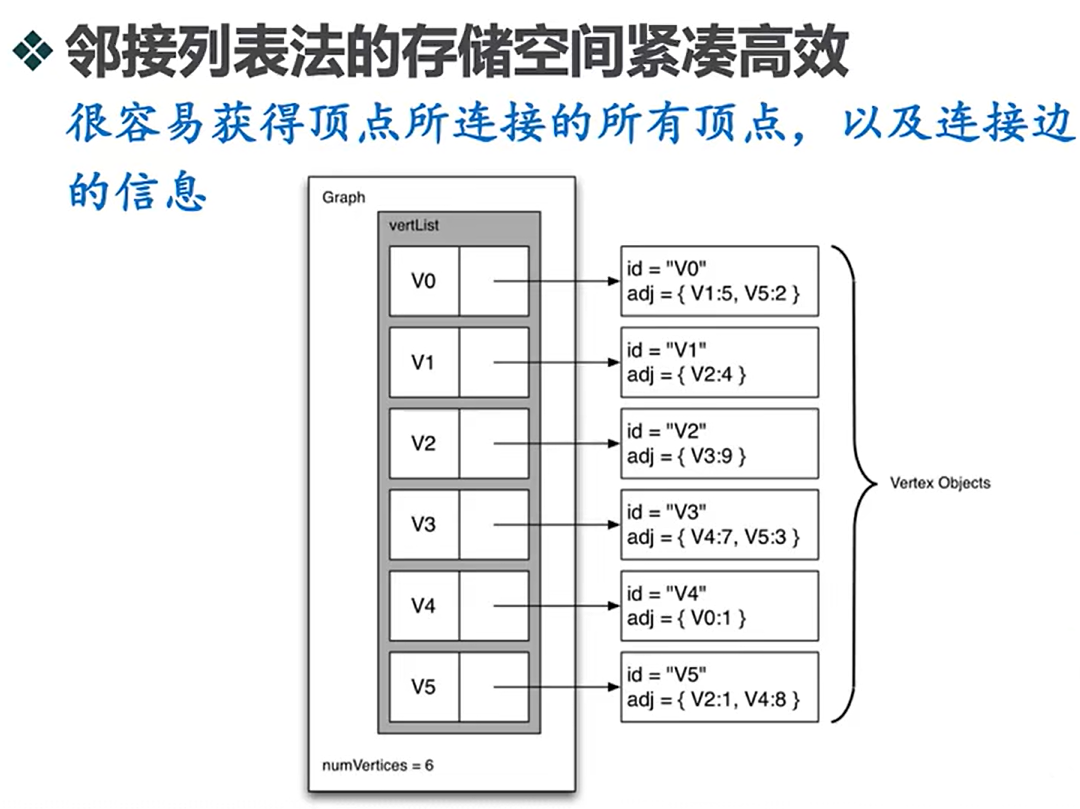 ❖ 邻接列表法的存储空间紧凑高效
很容易获得顶点所连接的所有顶点，以及连接边
的信息
Graph
vertList
V0
id = "V0"
adj = { V1:5, V5:2 }
V1
id = "V1"
adj = { V2:4 }
V2
id = "V2"
adj = { V3:9 }
V3
id = "V3"
adj = { V4:7, V5:3 }
V4
id = "V4"
adj = { V0:1 }
V5
id = "V5"
adj = { V2:1, V4:8 }
Vertex Objects
numVertices = 6